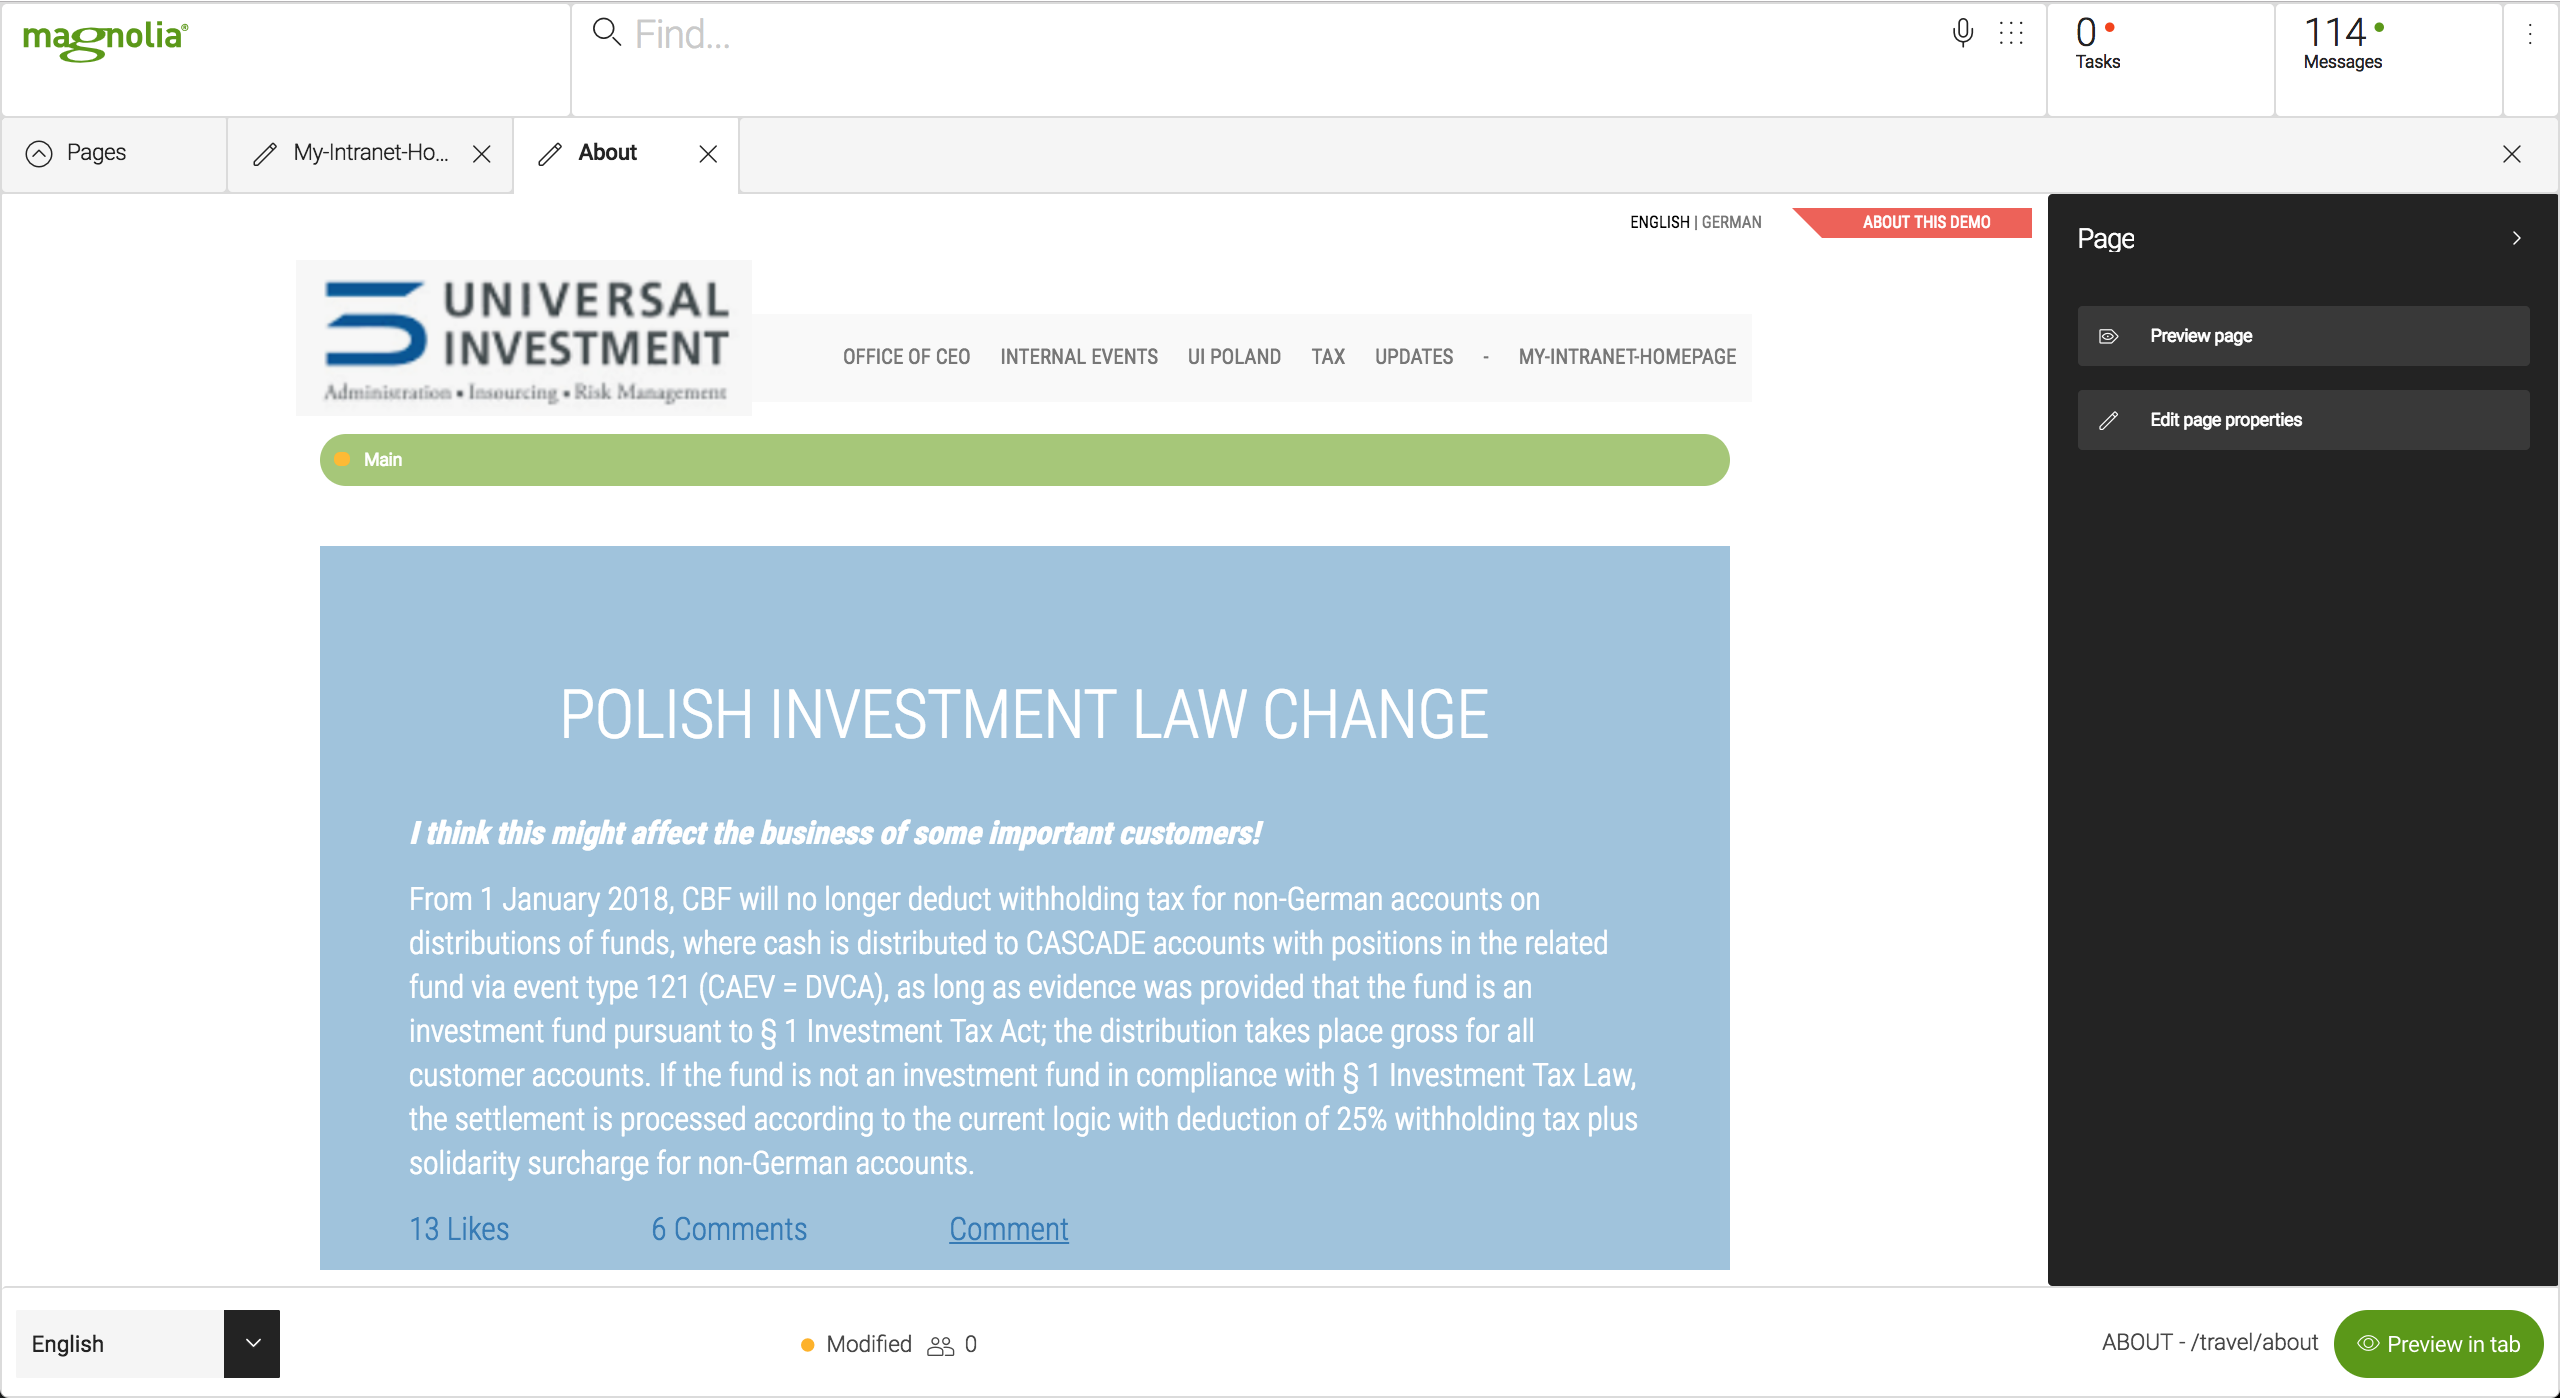 magnolia®
Find...
0
Tasks
114
Messages
Pages
My-Intranet-Ho...
About
ENGLISH | GERMAN
ABOUT THIS DEMO
UNIVERSAL
INVESTMENT
Administration • Insourcing • Risk Management
OFFICE OF CEO INTERNAL EVENTS UI POLAND TAX UPDATES - MY-INTRANET-HOMEPAGE
Page
Preview page
Edit page properties
Main
POLISH INVESTMENT LAW CHANGE
I think this might affect the business of some important customers!
From 1 January 2018, CBF will no longer deduct withholding tax for non-German accounts on
distributions of funds, where cash is distributed to CASCADE accounts with positions in the related
fund via event type 121 (CAEV = DVCA), as long as evidence was provided that the fund is an
investment fund pursuant to § 1 Investment Tax Act; the distribution takes place gross for all
customer accounts. If the fund is not an investment fund in compliance with § 1 Investment Tax Law,
the settlement is processed according to the current logic with deduction of 25% withholding tax plus
solidarity surcharge for non-German accounts.
13 Likes 6 Comments Comment
English
Modified 0
ABOUT - /travel/about
Preview in tab